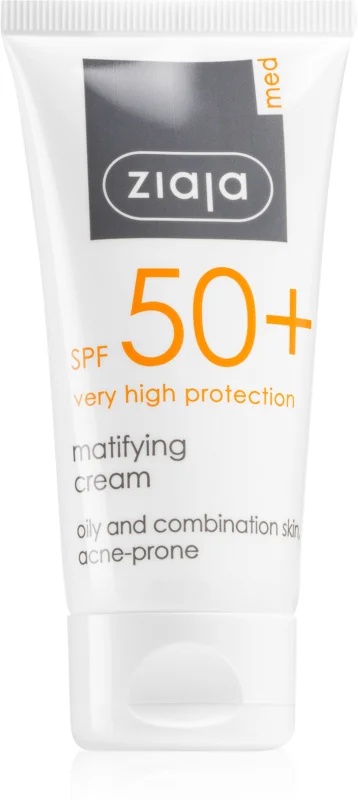 med
ziaja
SPF 50+
very high protection
matifying
cream
oily and combination skin,
acne-prone